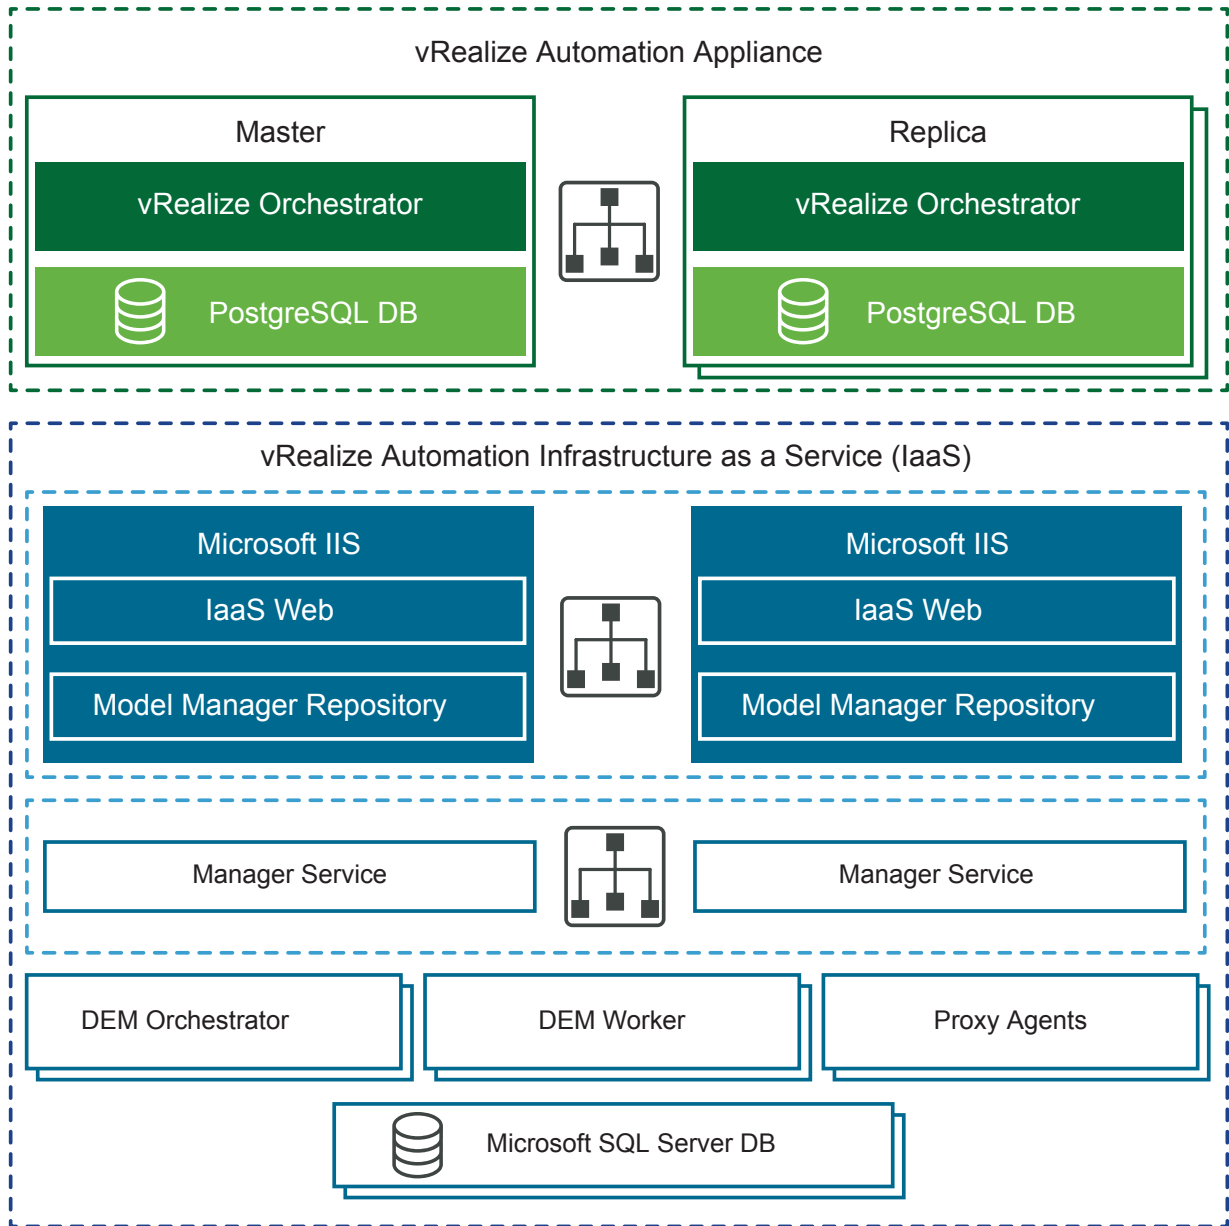 vRealize Automation Appliance
Master
Replica
vRealize Orchestrator
vRealize Orchestrator
PostgreSQL DB
PostgreSQL DB
vRealize Automation Infrastructure as a Service (IaaS)
Microsoft IIS
Microsoft IIS
IaaS Web
IaaS Web
Model Manager Repository
Model Manager Repository
Manager Service
Manager Service
DEM Orchestrator
DEM Worker
Proxy Agents
Microsoft SQL Server DB